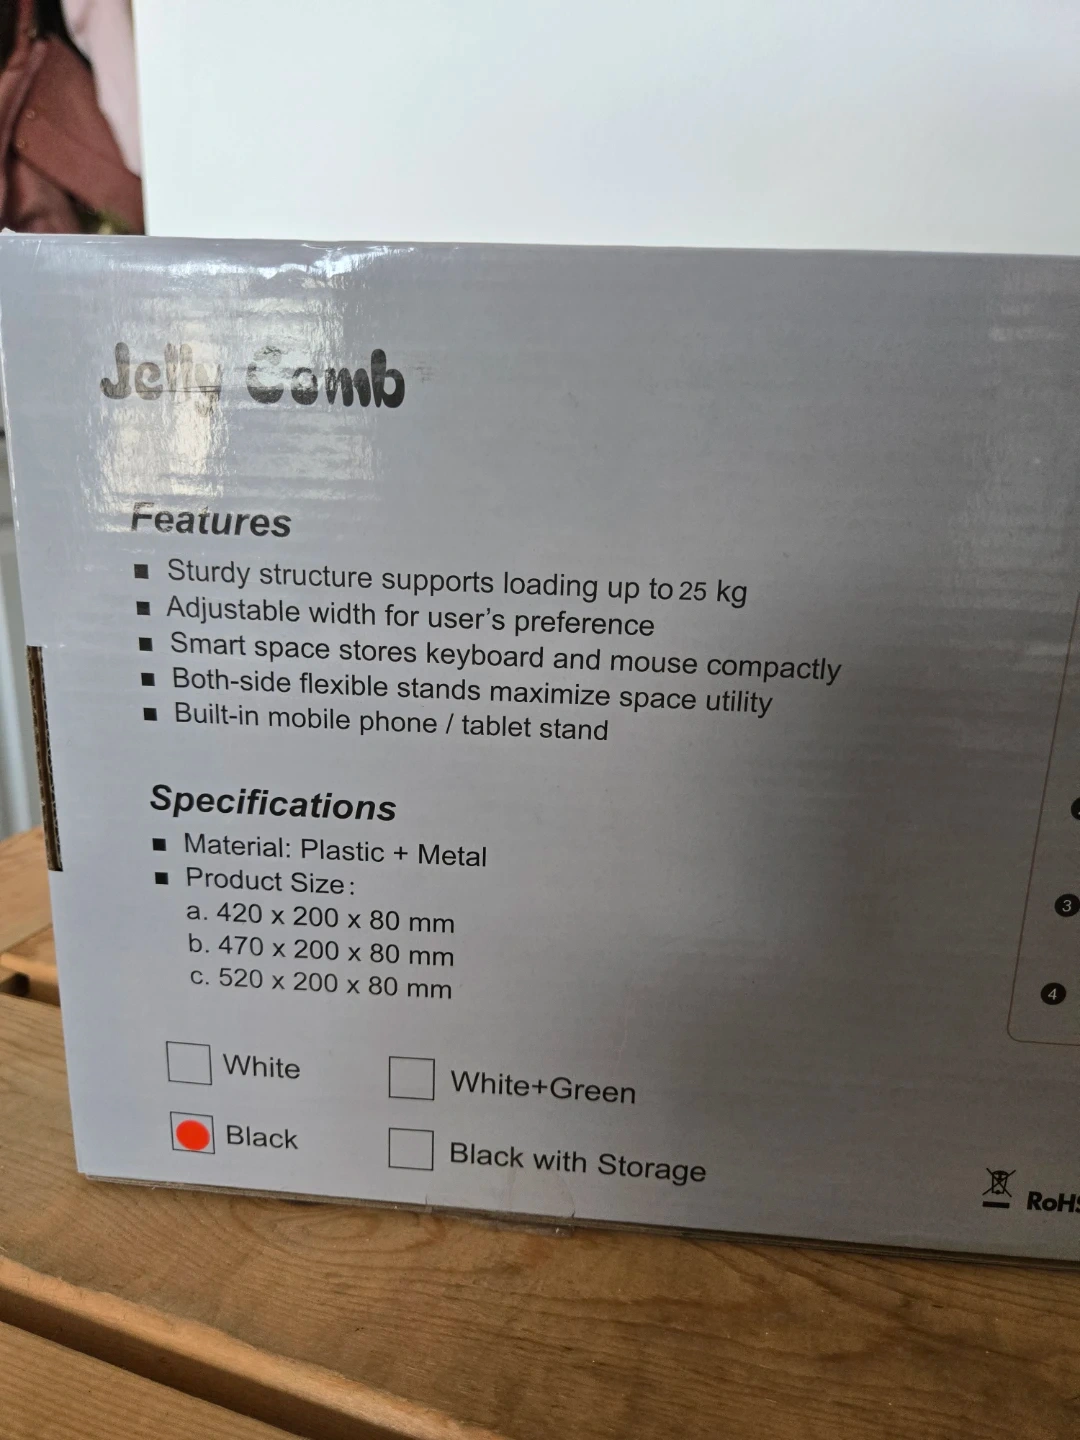 Jelly Comb
Features
■ Sturdy structure supports loading up to 25 kg
■ Adjustable width for user's preference
■ Smart space stores keyboard and mouse compactly
■ Both-side flexible stands maximize space utility
■ Built-in mobile phone / tablet stand
Specifications
■ Material: Plastic + Metal
■ Product Size:
a. 420 x 200 x 80 mm
b. 470 x 200 x 80 mm
c. 520 x 200 x 80 mm
White
White+Green
Black
Black with Storage
3
4
RoHS